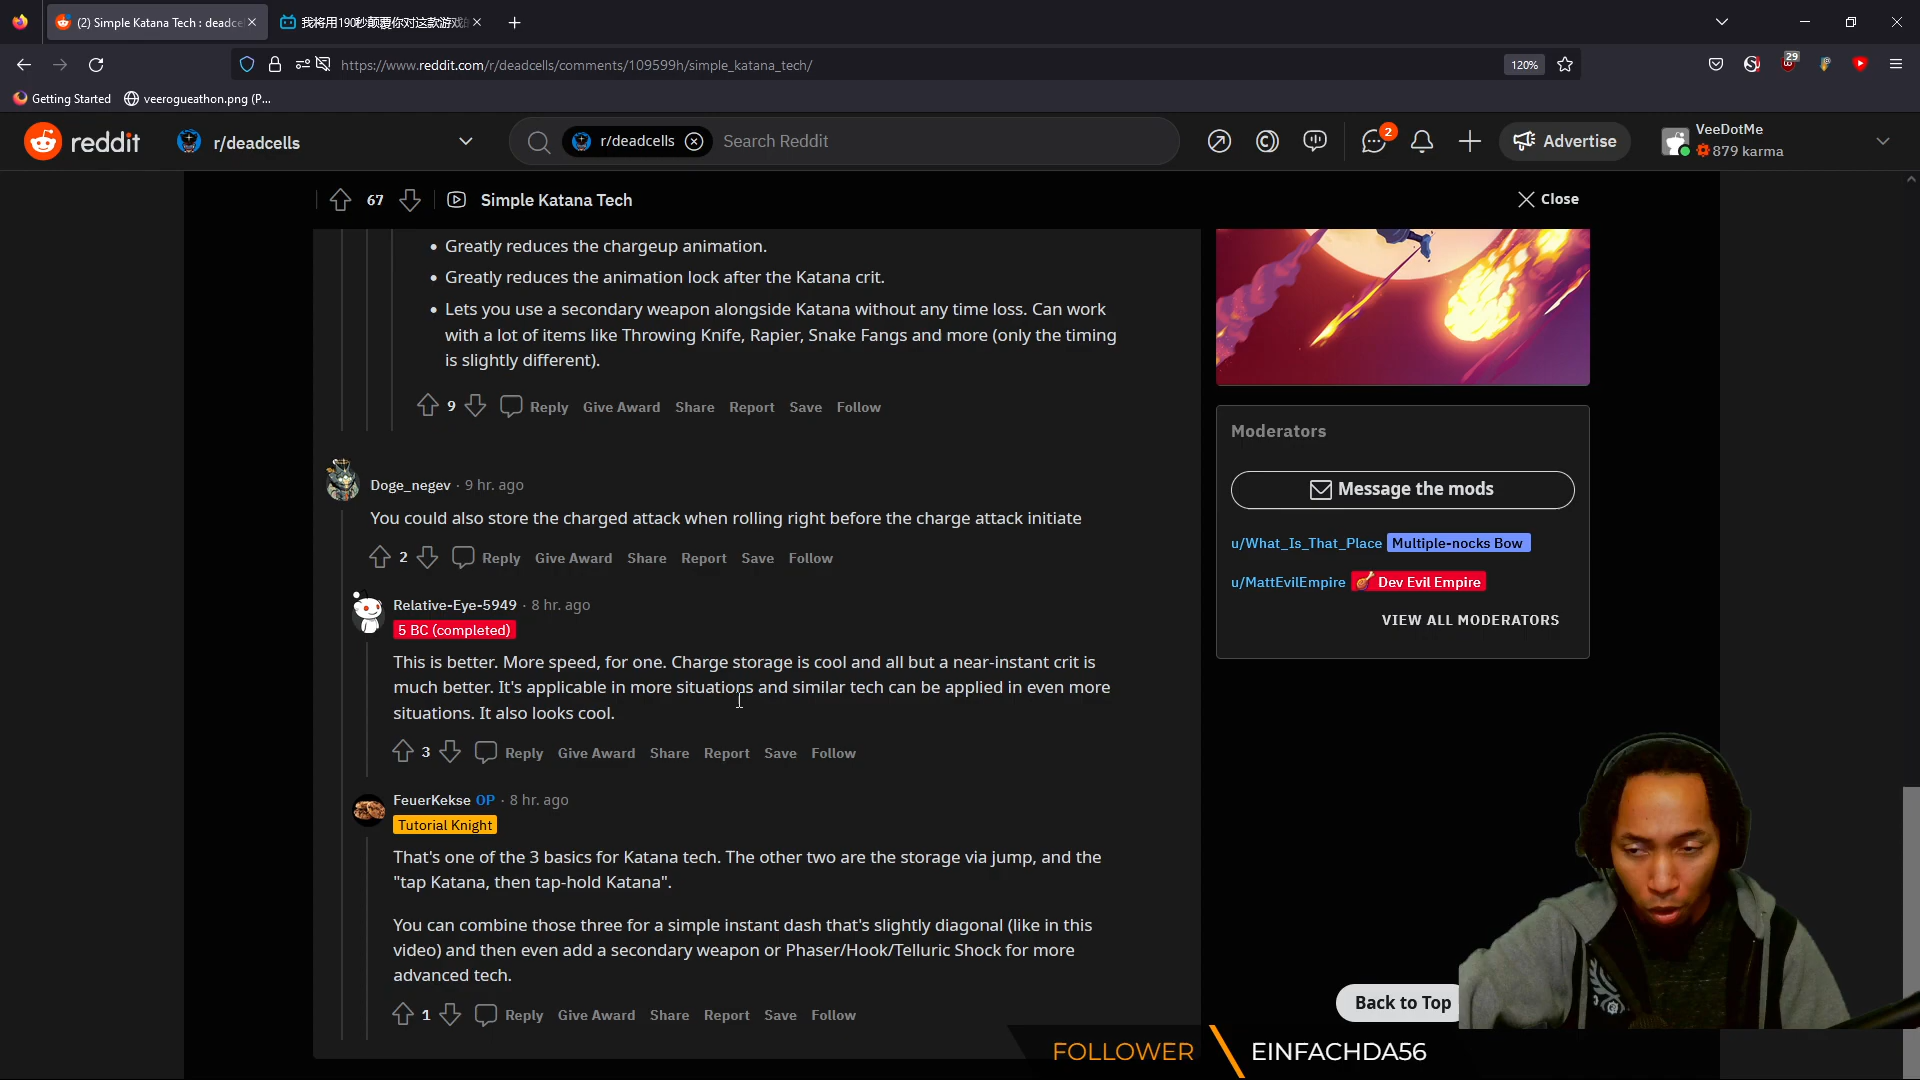 (2) Simple Katana Tech : deadce
我将用190秒颠覆你对这款游戏
https://www.reddit.com/r/deadcells/comments/109599h/simple_katana_tech/
120%
29
Getting Started
veerogueathon.png (P...
reddit
r/deadcells
r/deadcells
Search Reddit
2
Advertise
VeeDotMe
879 karma
67
Simple Katana Tech
Close
• Greatly reduces the chargeup animation.
• Greatly reduces the animation lock after the Katana crit.
• Lets you use a secondary weapon alongside Katana without any time loss. Can work
with a lot of items like Throwing Knife, Rapier, Snake Fangs and more (only the timing
is slightly different).
9 Reply Give Award Share Report Save Follow
Doge_negev · 9 hr. ago
You could also store the charged attack when rolling right before the charge attack initiate
2 Reply Give Award Share Report Save Follow
Relative-Eye-5949 · 8 hr. ago
5 BC (completed)
This is better. More speed, for one. Charge storage is cool and all but a near-instant crit is
much better. It's applicable in more situations and similar tech can be applied in even more
situations. It also looks cool.
3 Reply Give Award Share Report Save Follow
FeuerKekse OP · 8 hr. ago
Tutorial Knight
That's one of the 3 basics for Katana tech. The other two are the storage via jump, and the
"tap Katana, then tap-hold Katana".
You can combine those three for a simple instant dash that's slightly diagonal (like in this
video) and then even add a secondary weapon or Phaser/Hook/Telluric Shock for more
advanced tech.
1 Reply Give Award Share Report Save Follow
Moderators
Message the mods
u/What_Is_That_Place Multiple-nocks Bow
u/MattEvilEmpire Dev Evil Empire
VIEW ALL MODERATORS
Back to Top
FOLLOWER
EINFACHDA56